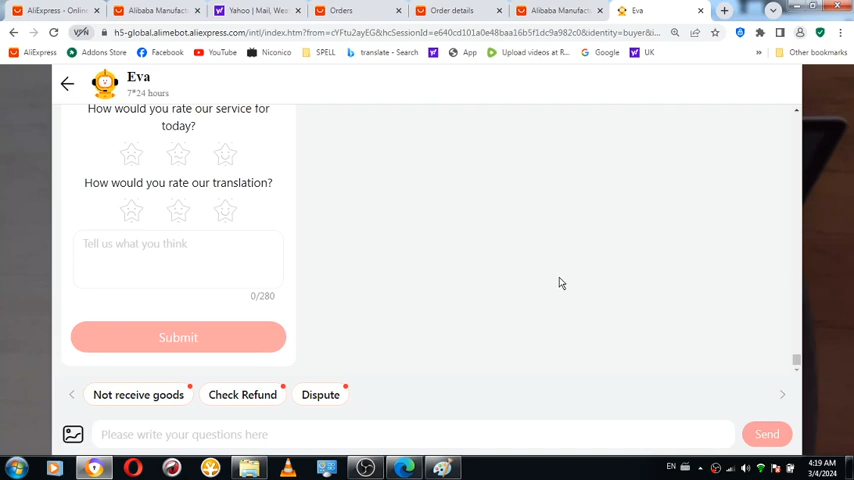 AliExpress - Online
Alibaba Manufact
Yahoo | Mail, Wea
Orders
Order details
Alibaba Manufact
Eva
h5-global.alimebot.aliexpress.com/intl/index.htm?from=cYFtu2ayEG&hcSessionId=e640cd101a0e48baa16b5f1dc9a982c0&identity=buyer&i...
AliExpress
Addons Store
Facebook
YouTube
Niconico
SPELL
translate - Search
App
Upload videos at R...
Google
UK
Other bookmarks
Eva
7*24 hours
How would you rate our service for
today?
How would you rate our translation?
Tell us what you think
0/280
Submit
Not receive goods
Check Refund
Dispute
Please write your questions here
Send
EN
4:19 AM
3/4/2024